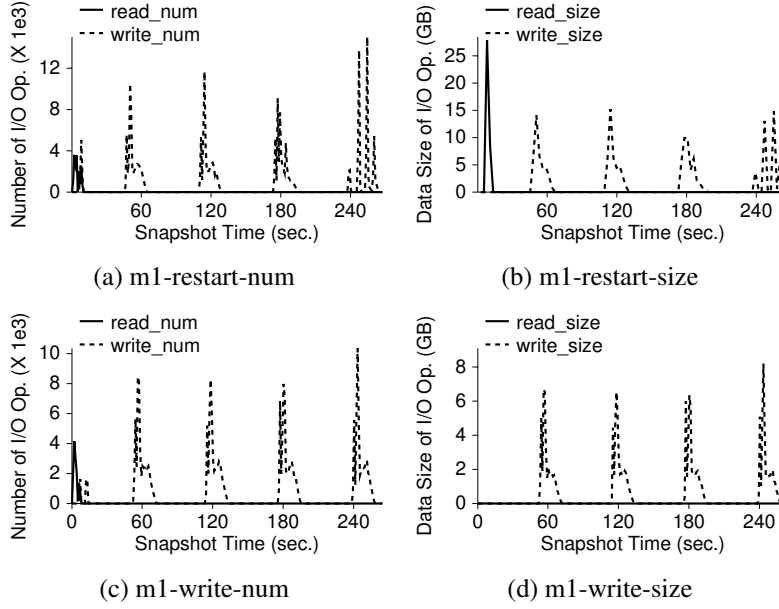 read_num
write_num
Number of I/O Op. (X 1e3)
12
8
4
0
60
120
180
240
Snapshot Time (sec.)
(a) m1-restart-num
read_size
write_size
Data Size of I/O Op. (GB)
25
20
15
10
5
0
0
60
120
180
240
Snapshot Time (sec.)
(b) m1-restart-size
read_num
write_num
Number of I/O Op. (X 1e3)
10
8
6
4
2
0
0
60
120
180
240
Snapshot Time (sec.)
(c) m1-write-num
read_size
write_size
Data Size of I/O Op. (GB)
8
6
4
2
0
0
60
120
180
240
Snapshot Time (sec.)
(d) m1-write-size